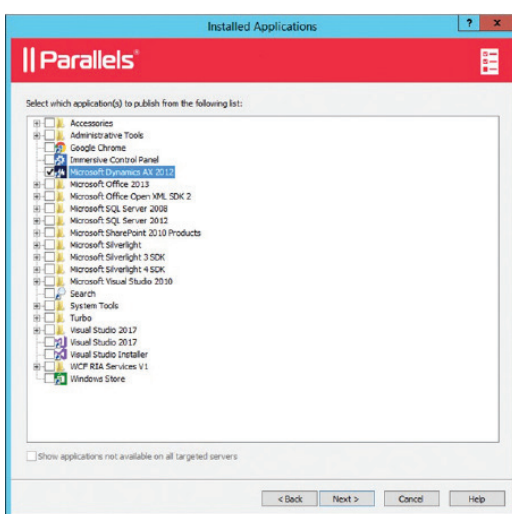 Installed Applications
? x
|| Parallels®
Select which application(s) to publish from the following list:
Accessories
Administrative Tools
Google Chrome
Immersive Control Panel
Microsoft Dynamics AX 2012
Microsoft Office 2013
Microsoft Office Open XML SDK 2
Microsoft SQL Server 2008
Microsoft SQL Server 2012
Microsoft SharePoint 2010 Products
Microsoft Silverlight
Microsoft Silverlight 3 SDK
Microsoft Silverlight 4 SDK
Microsoft Visual Studio 2010
Search
System Tools
Turbo
Visual Studio 2017
Visual Studio 2017
Visual Studio Installer
WCF RIA Services V1
Windows Store
Show applications not available on all targeted servers
< Back Next > Cancel Help